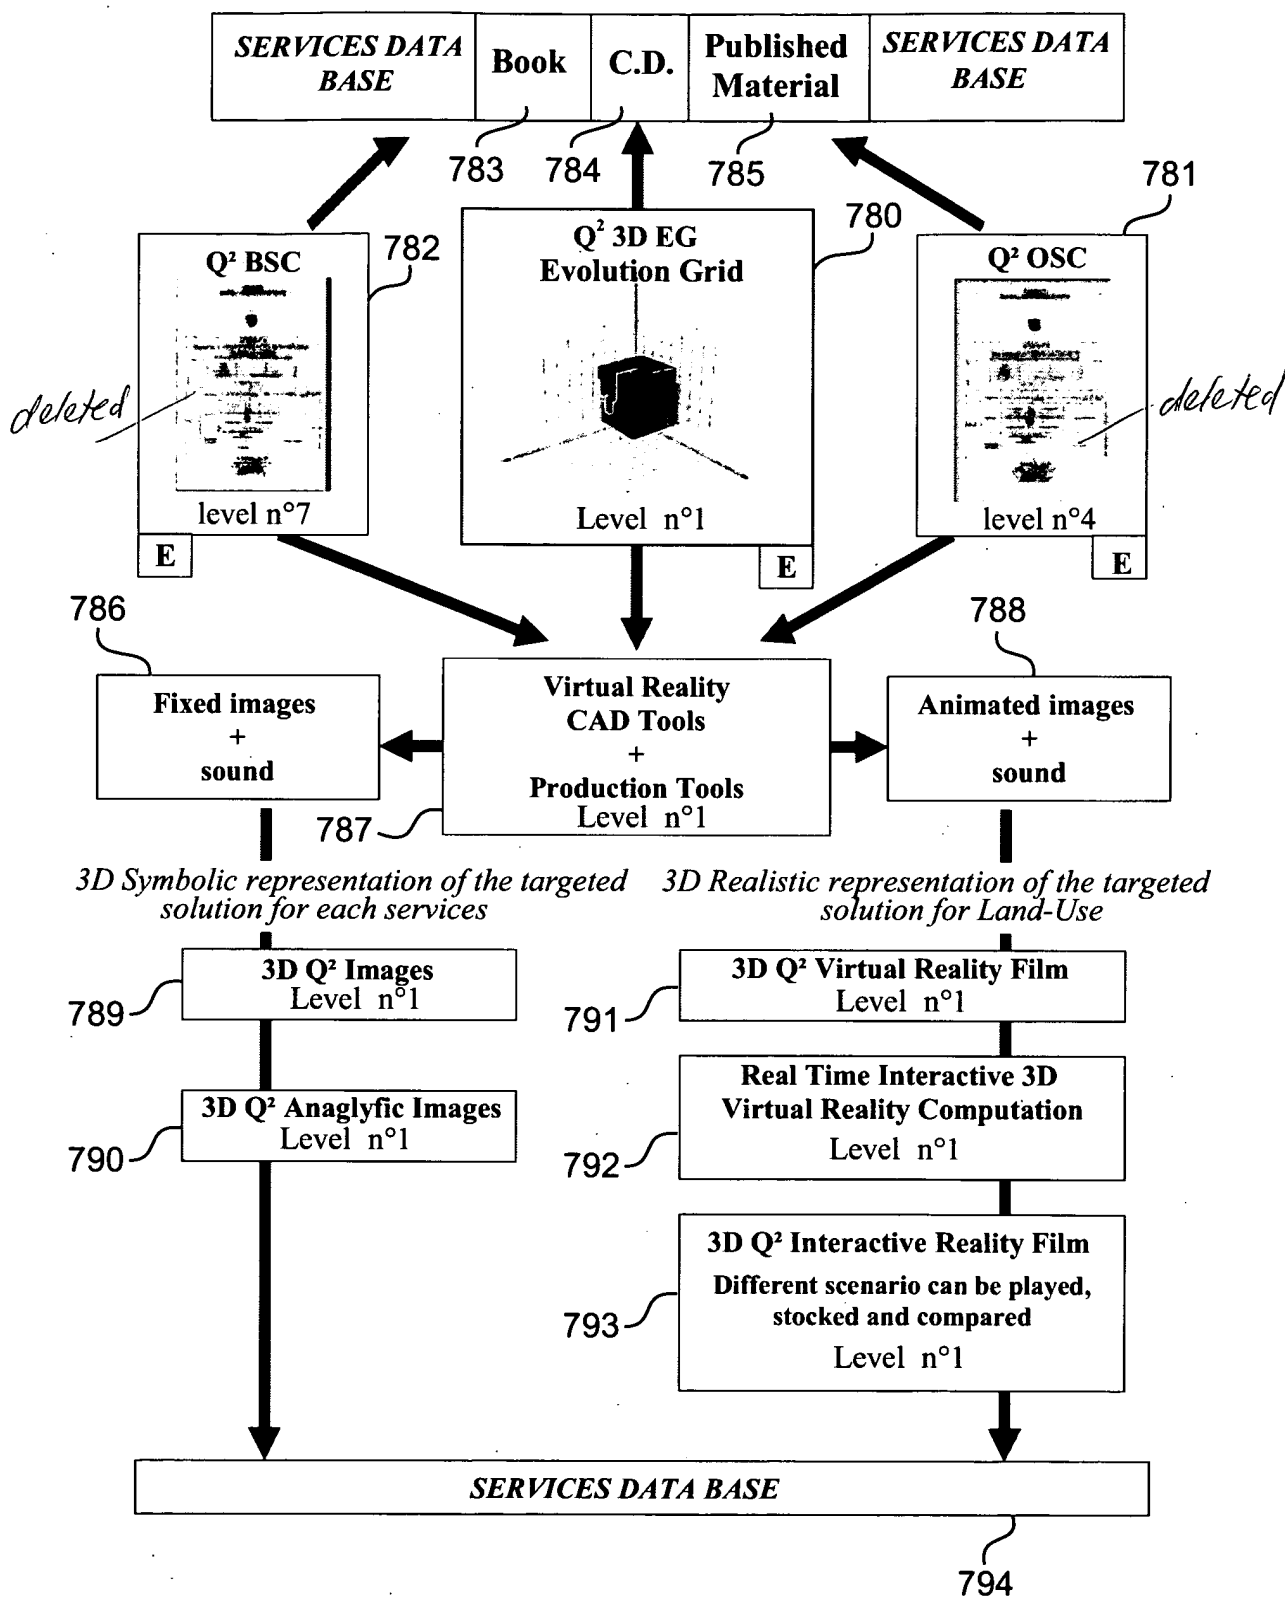 SERVICES DATA
BASE
Book
C.D.
Published
Material
SERVICES DATA
BASE
783
784
785
781
782
780
Q² BSC
Q² 3D EG
Evolution Grid
Q² OSC
deleted
deleted
level n°7
Level n°1
level n°4
E
E
E
786
788
Fixed images
+
sound
Virtual Reality
CAD Tools
+
Production Tools
Level n°1
Animated images
+
sound
787
3D Symbolic representation of the targeted
solution for each services
3D Realistic representation of the targeted
solution for Land-Use
3D Q² Images
Level n°1
789
3D Q² Virtual Reality Film
Level n°1
791
3D Q² Anaglyfic Images
Level n°1
790
Real Time Interactive 3D
Virtual Reality Computation
Level n°1
792
3D Q² Interactive Reality Film
Different scenario can be played,
stocked and compared
Level n°1
793
SERVICES DATA BASE
794